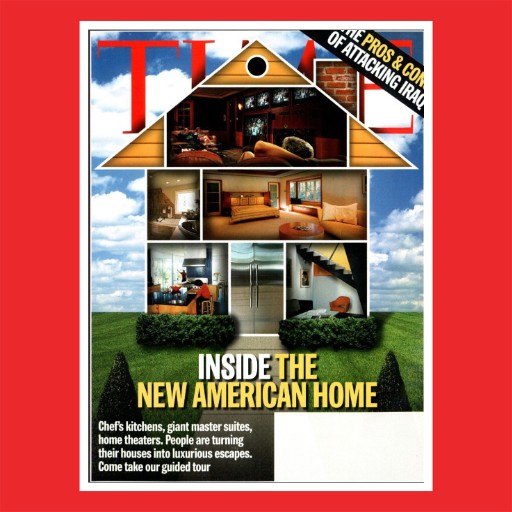 TIME
THE PROS & CONS
OF ATTACKING IRAQ
INSIDE THE
NEW AMERICAN HOME
Chef's kitchens, giant master suites,
home theaters. People are turning
their houses into luxurious escapes.
Come take our guided tour